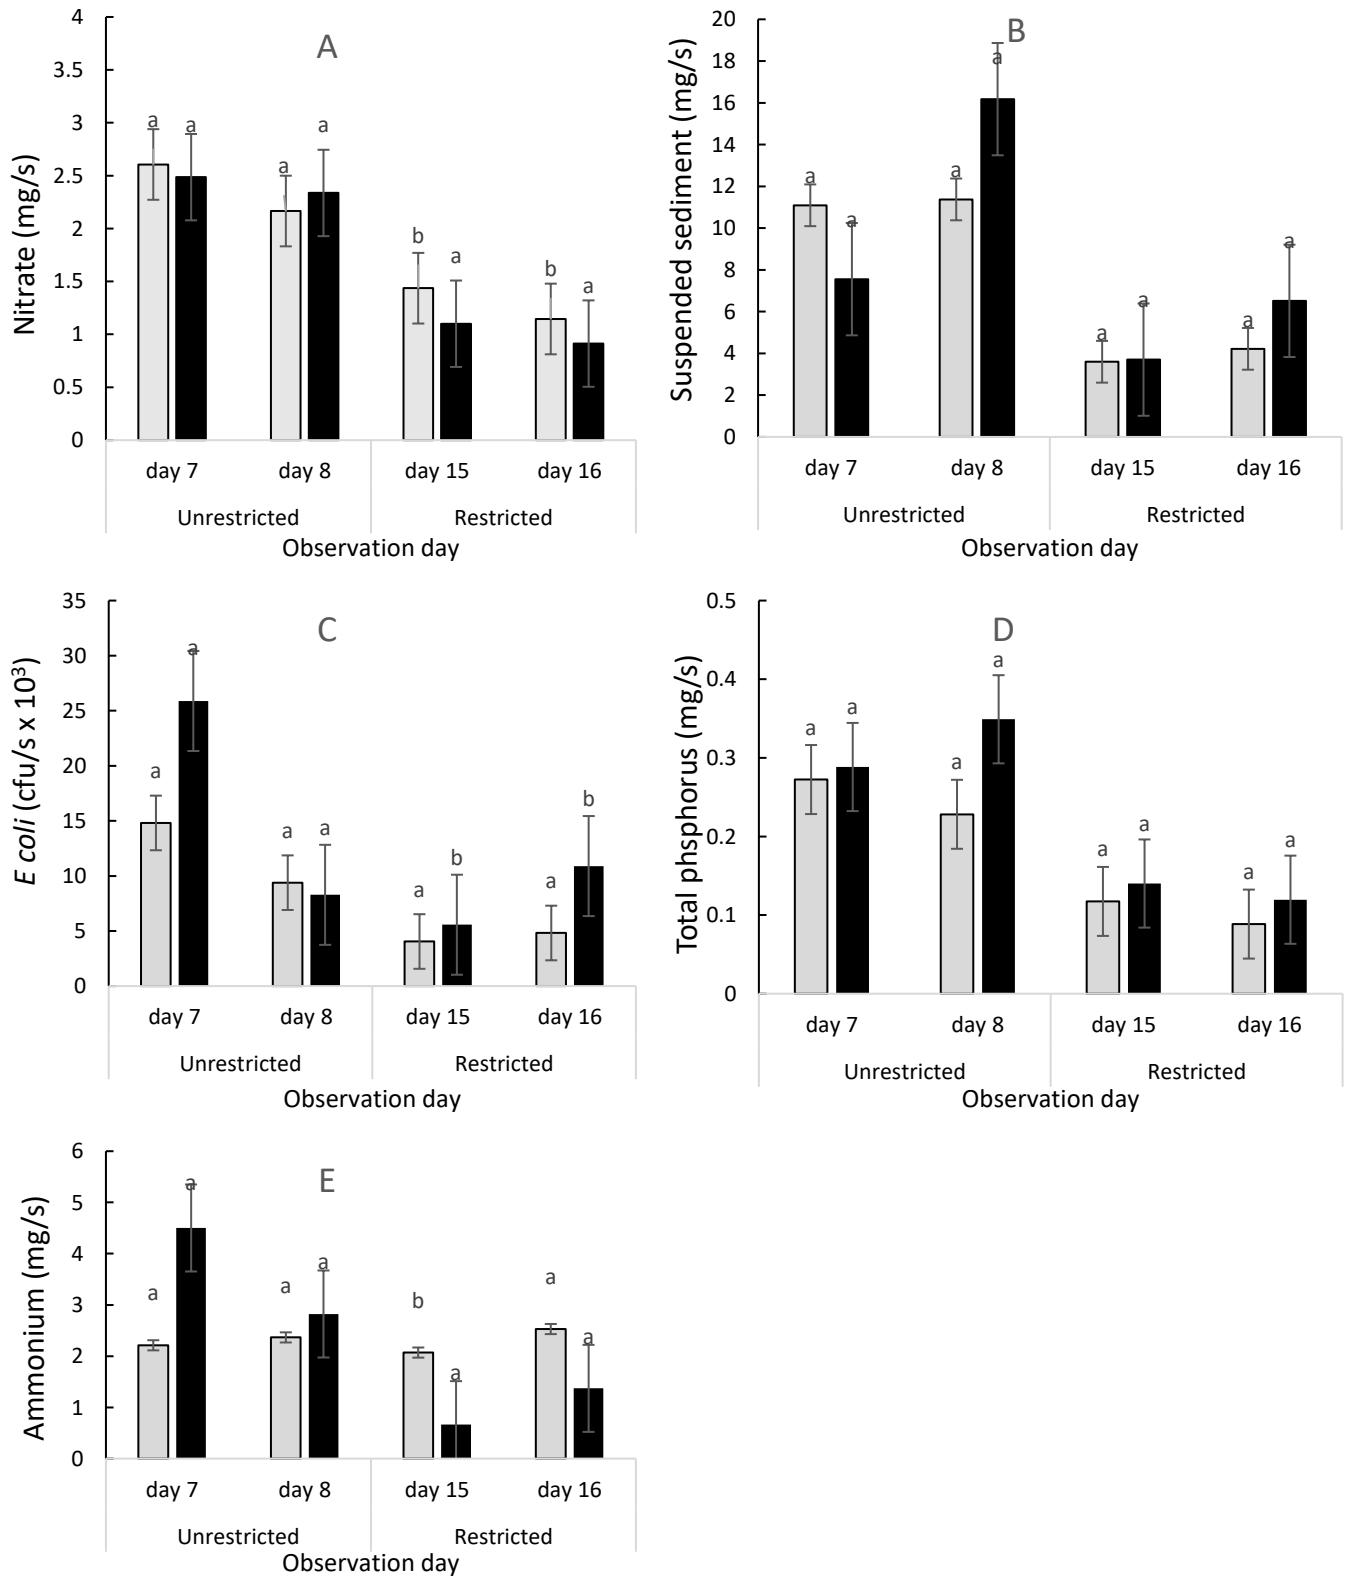 A
Nitrate (mg/s)
4
3.5
3
2.5
2
1.5
1
0.5
0
a a a a b a b a
day 7 day 8 day 15 day 16
Unrestricted Restricted
Observation day
B
Suspended sediment (mg/s)
20
18
16
14
12
10
8
6
4
2
0
a a a a a a a a
day 7 day 8 day 15 day 16
Unrestricted Restricted
Observation day
C
E coli (cfu/s x 10³)
35
30
25
20
15
10
5
0
a a a a a b a b
day 7 day 8 day 15 day 16
Unrestricted Restricted
Observation day
D
Total phsphorus (mg/s)
0.5
0.4
0.3
0.2
0.1
0
a a a a a a a a
day 7 day 8 day 15 day 16
Unrestricted Restricted
Observation day
E
Ammonium (mg/s)
6
5
4
3
2
1
0
a a a a b a a a
day 7 day 8 day 15 day 16
Unrestricted Restricted
Observation day